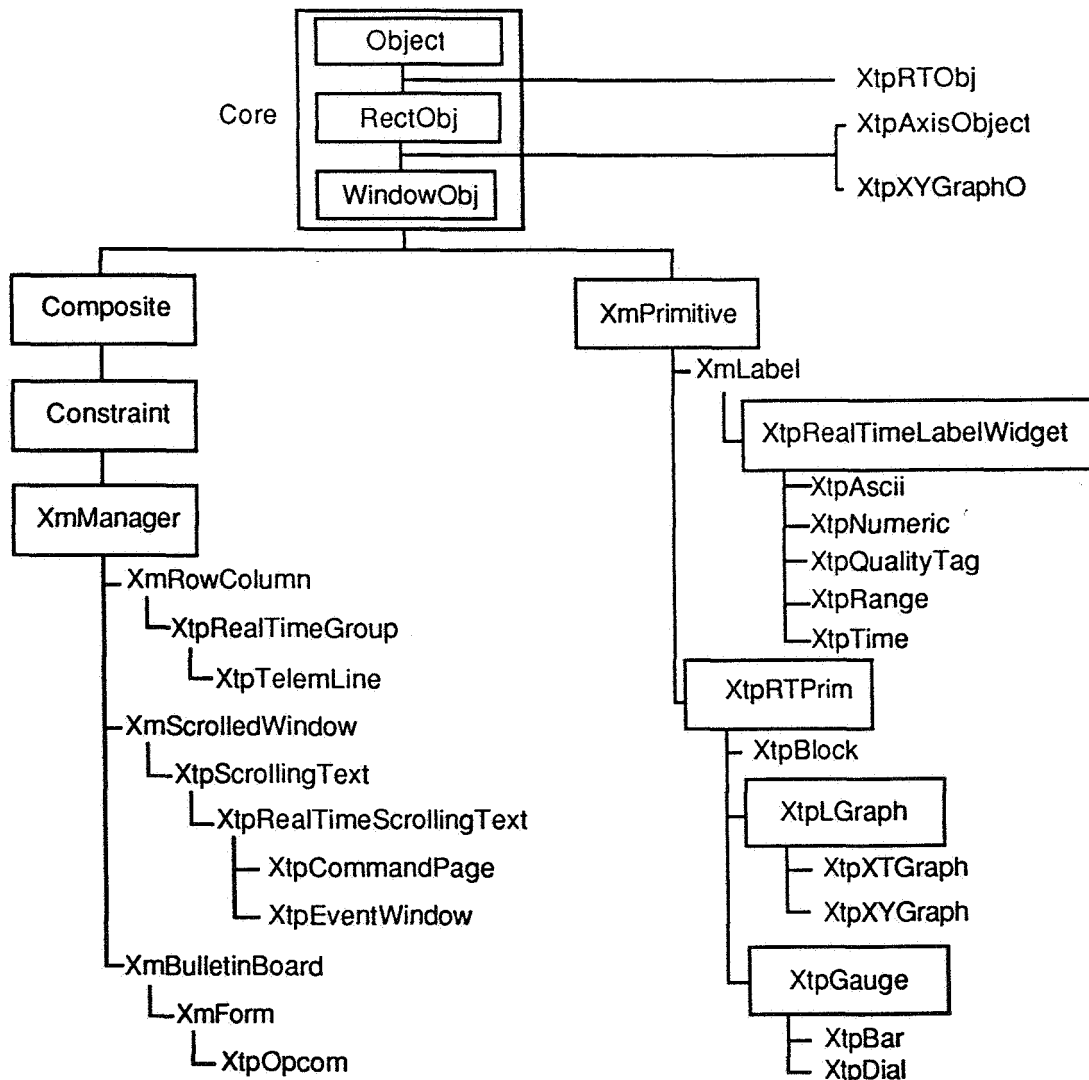 Object
XtpRTObj
Core
RectObj
XtpAxisObject
WindowObj
XtpXYGraphO
Composite
XmPrimitive
XmLabel
Constraint
XtpRealTimeLabelWidget
XtpAscii
XmManager
XtpNumeric
XtpQualityTag
XmRowColumn
XtpRange
XtpRealTimeGroup
XtpTime
XtpTelemLine
XtpRTPrim
XmScrolledWindow
XtpBlock
XtpScrollingText
XtpLGraph
XtpRealTimeScrollingText
XtpCommandPage
XtpXTGraph
XtpEventWindow
XtpXYGraph
XmBulletinBoard
XtpGauge
XmForm
XtpBar
XtpOpcom
XtpDial